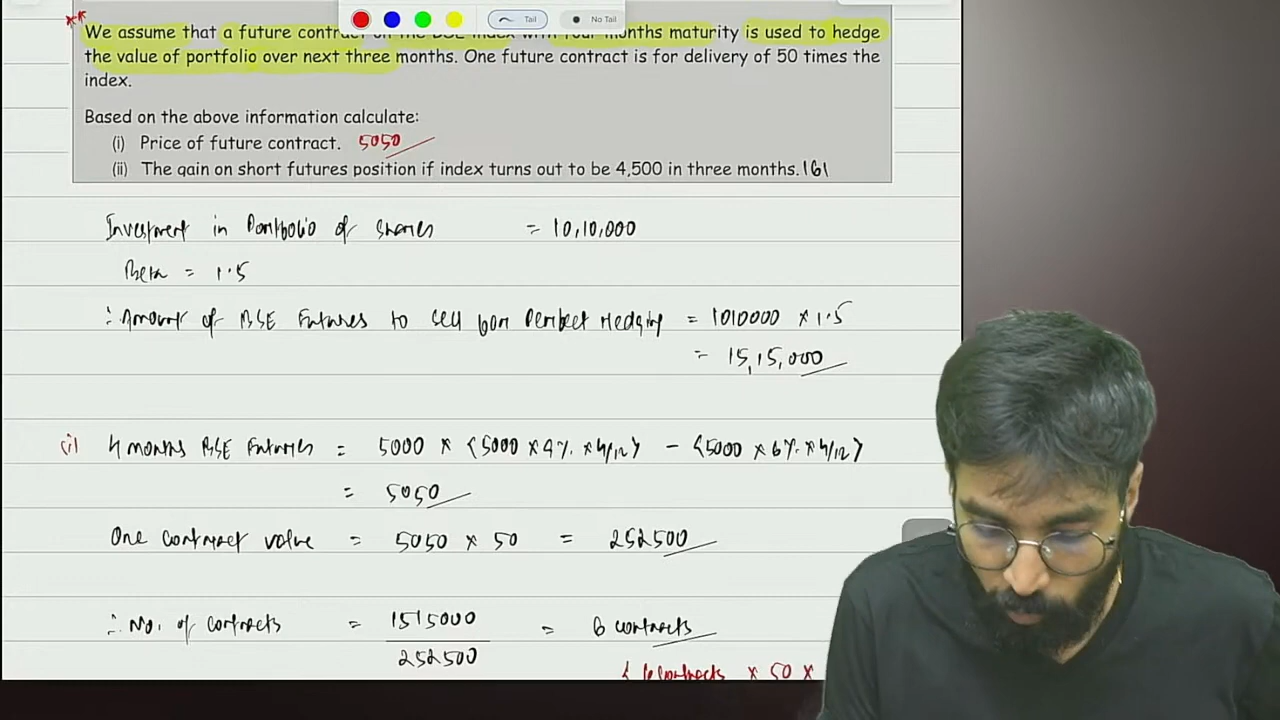 Tail No Tail
**
We assume that a future contract on the BSE index with four months maturity is used to hedge
the value of portfolio over next three months. One future contract is for delivery of 50 times the
index.
Based on the above information calculate:
(i) Price of future contract. 5050
(ii) The gain on short futures position if index turns out to be 4,500 in three months.
Investment in Portfolio of Shares = 10,10,000
Beta = 1.5
∴ Amount of BSE Futures to sell for Perfect Hedging = 1010000 × 1.5
= 15,15,000
(i) 4 months BSE Futures = 5000 × {5000 × 9% × 4/12} - {5000 × 6% × 4/12}
= 5050
One contract value = 5050 × 50 = 252500
∴ No. of contracts = 1515000 = 6 contracts
252500
contracts × 50 ×